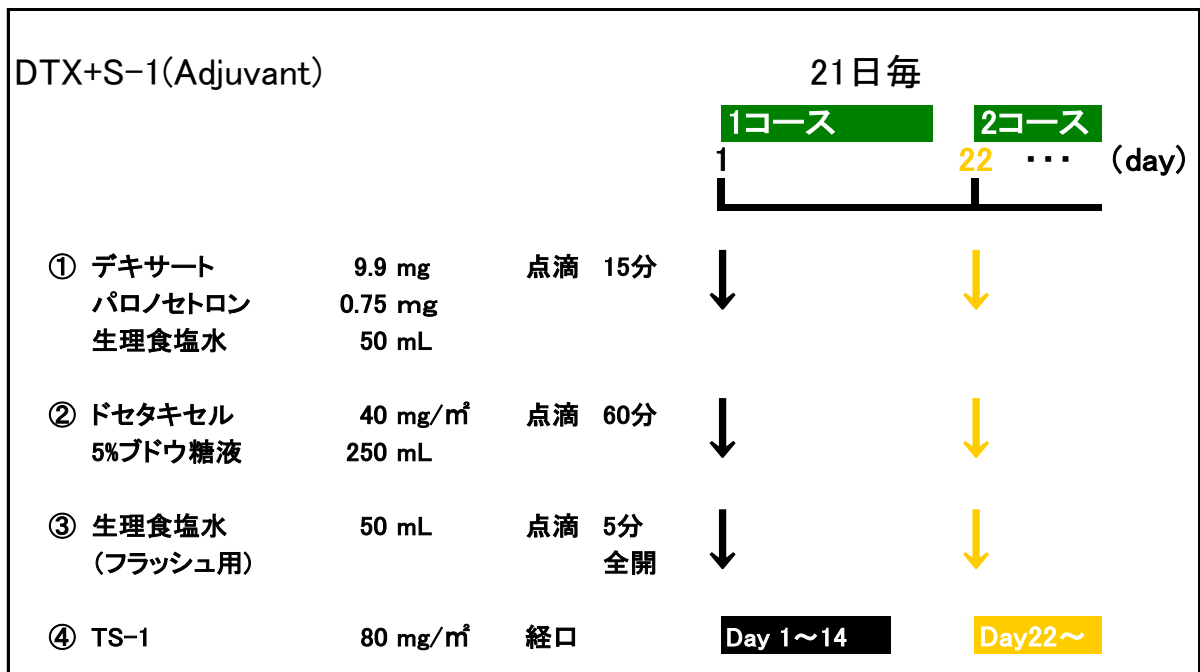 DTX+S-1(Adjuvant) 21日毎
1コース 2コース
1 22 ・・・ (day)
① デキサート 9.9 mg 点滴 15分
パロノセトロン 0.75 mg
生理食塩水 50 mL
② ドセタキセル 40 mg/㎡ 点滴 60分
5%ブドウ糖液 250 mL
③ 生理食塩水 50 mL 点滴 5分
(フラッシュ用) 全開
④ TS-1 80 mg/㎡ 経口 Day 1～14 Day22～